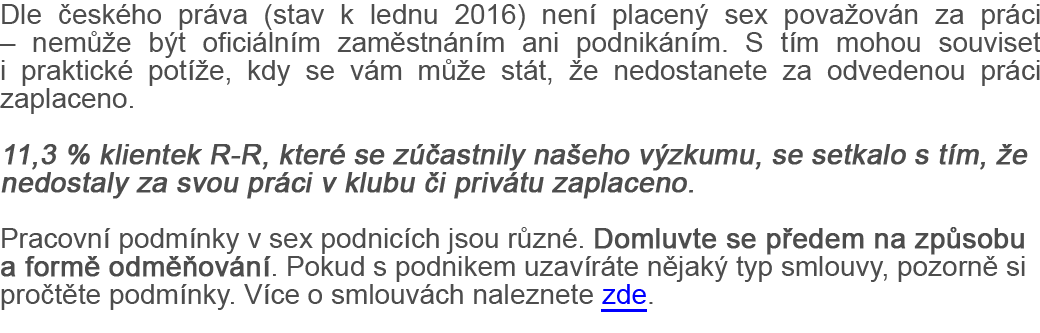 Dle českého práva (stav k lednu 2016) není placený sex považován za práci
– nemůže být oficiálním zaměstnáním ani podnikáním. S tím mohou souviset
i praktické potíže, kdy se vám může stát, že nedostanete za odvedenou práci
zaplaceno.
11,3 % klientek R-R, které se zúčastnily našeho výzkumu, se setkalo s tím, že
nedostaly za svou práci v klubu či privátu zaplaceno.
Pracovní podmínky v sex podnicích jsou různé. Domluvte se předem na způsobu
a formě odměňování. Pokud s podnikem uzavíráte nějaký typ smlouvy, pozorně si
pročtěte podmínky. Více o smlouvách naleznete zde.